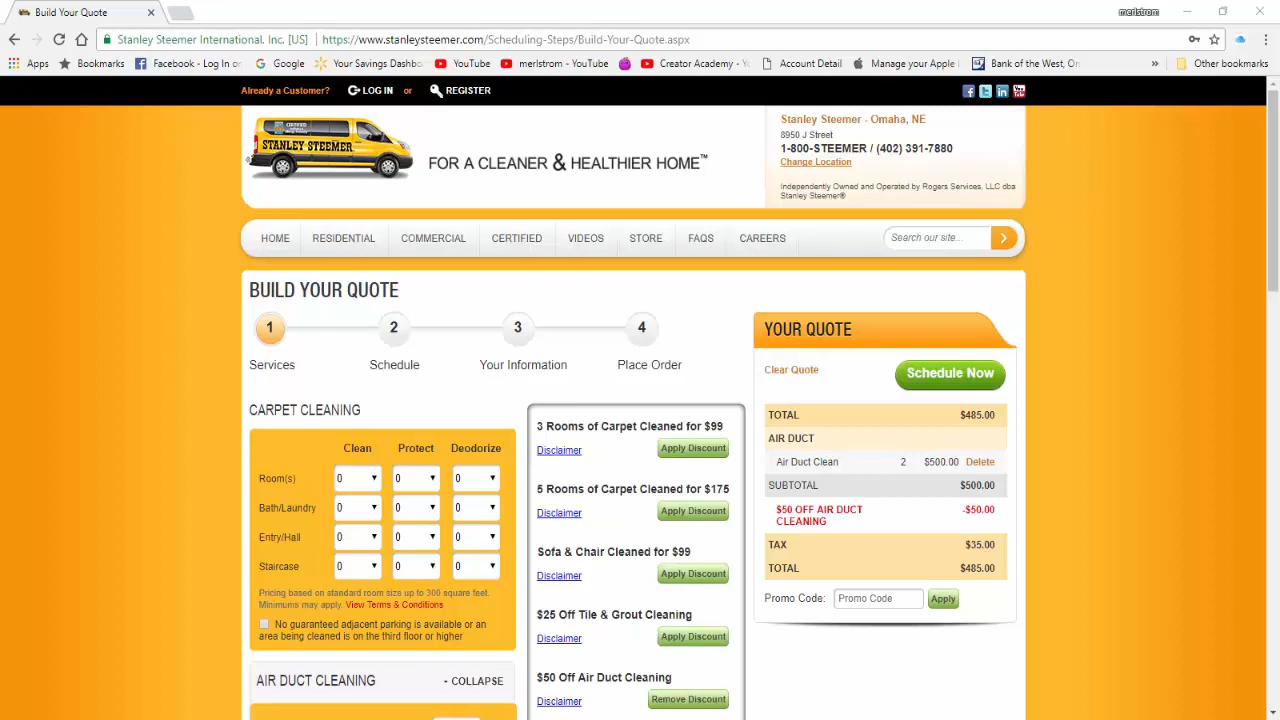 Build Your Quote
merlstrom
Stanley Steemer International, Inc. [US] https://www.stanleysteemer.com/Scheduling-Steps/Build-Your-Quote.aspx
Apps Bookmarks Facebook - Log In or Google Your Savings Dashbo YouTube merlstrom - YouTube Creator Academy - Y Account Detail Manage your Apple I Bank of the West, On » Other bookmarks
Already a Customer? LOG IN or REGISTER
STANLEY STEEMER
FOR A CLEANER & HEALTHIER HOME™
Stanley Steemer - Omaha, NE
8950 J Street
1-800-STEEMER / (402) 391-7880
Change Location
Independently Owned and Operated by Rogers Services, LLC dba
Stanley Steemer®
HOME RESIDENTIAL COMMERCIAL CERTIFIED VIDEOS STORE FAQS CAREERS Search our site...
BUILD YOUR QUOTE
1 2 3 4
Services Schedule Your Information Place Order
CARPET CLEANING
Clean Protect Deodorize
Room(s) 0 0 0
Bath/Laundry 0 0 0
Entry/Hall 0 0 0
Staircase 0 0 0
Pricing based on standard room size up to 300 square feet.
Minimums may apply. View Terms & Conditions
No guaranteed adjacent parking is available or an
area being cleaned is on the third floor or higher
AIR DUCT CLEANING - COLLAPSE
3 Rooms of Carpet Cleaned for $99
Disclaimer Apply Discount
5 Rooms of Carpet Cleaned for $175
Disclaimer Apply Discount
Sofa & Chair Cleaned for $99
Disclaimer Apply Discount
$25 Off Tile & Grout Cleaning
Disclaimer Apply Discount
$50 Off Air Duct Cleaning
Disclaimer Remove Discount
YOUR QUOTE
Clear Quote Schedule Now
TOTAL $485.00
AIR DUCT
Air Duct Clean 2 $500.00 Delete
SUBTOTAL $500.00
$50 OFF AIR DUCT -$50.00
CLEANING
TAX $35.00
TOTAL $485.00
Promo Code: Promo Code Apply